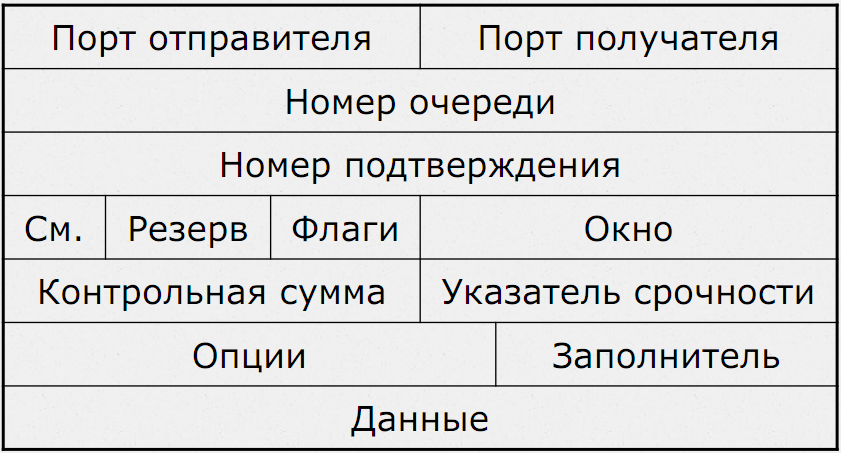 Порт отправителя Порт получателя
Номер очереди
Номер подтверждения
См. Резерв Флаги Окно
Контрольная сумма Указатель срочности
Опции Заполнитель
Данные